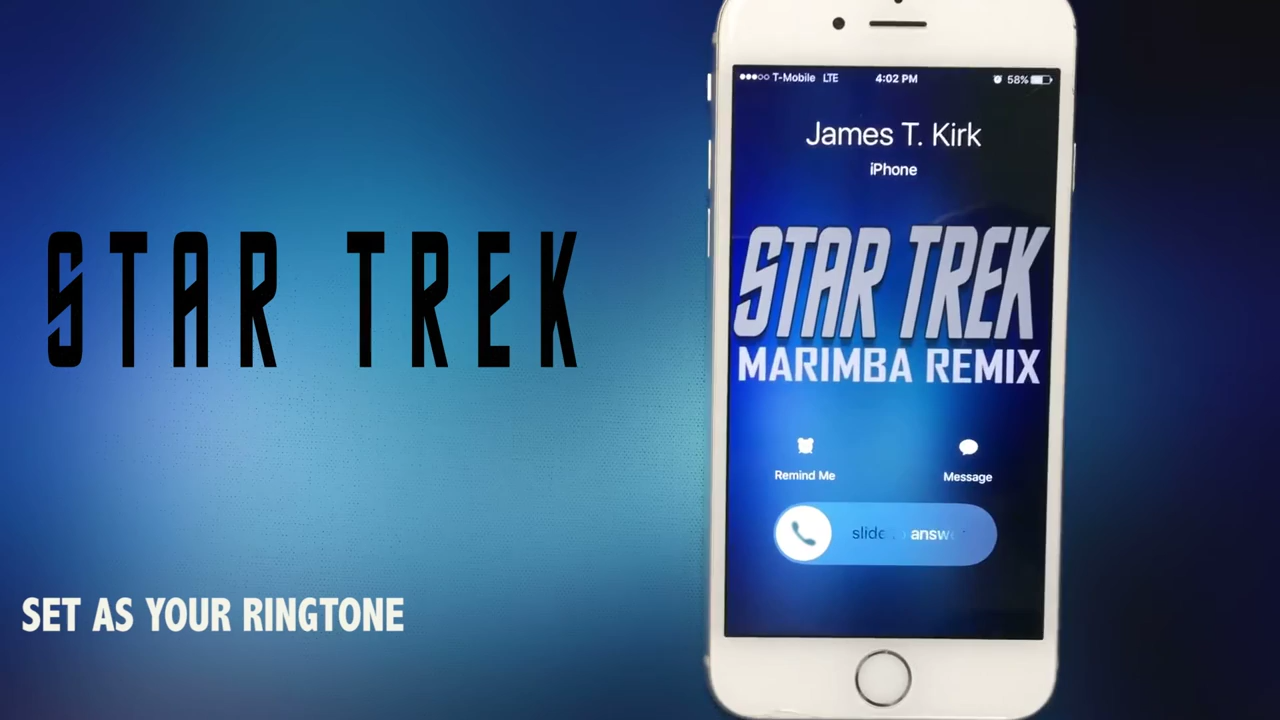 STAR TREK
SET AS YOUR RINGTONE
T-Mobile LTE 4:02 PM 58%
James T. Kirk
iPhone
STAR TREK
MARIMBA REMIX
Remind Me
Message
slide answ